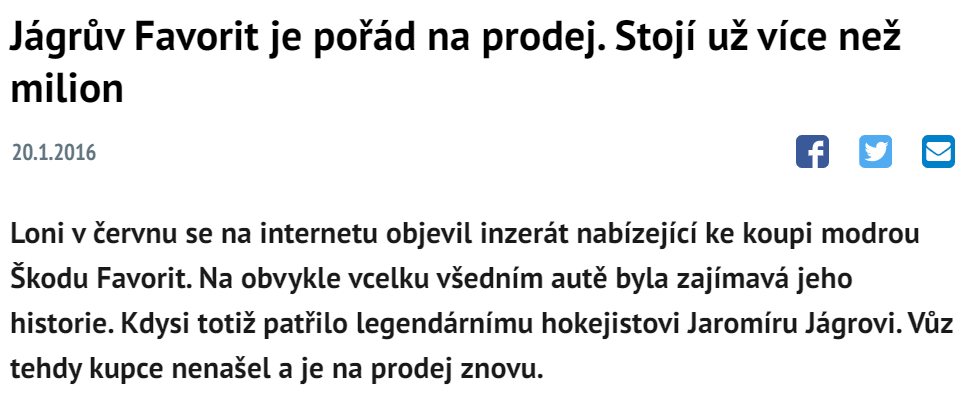 Jágrův Favorit je pořád na prodej. Stojí už více než
milion
20.1.2016
Loni v červnu se na internetu objevil inzerát nabízející ke koupi modrou
Škodu Favorit. Na obvykle vcelku všedním autě byla zajímavá jeho
historie. Kdysi totiž patřilo legendárnímu hokejistovi Jaromíru Jágrovi. Vůz
tehdy kupce nenašel a je na prodej znovu.